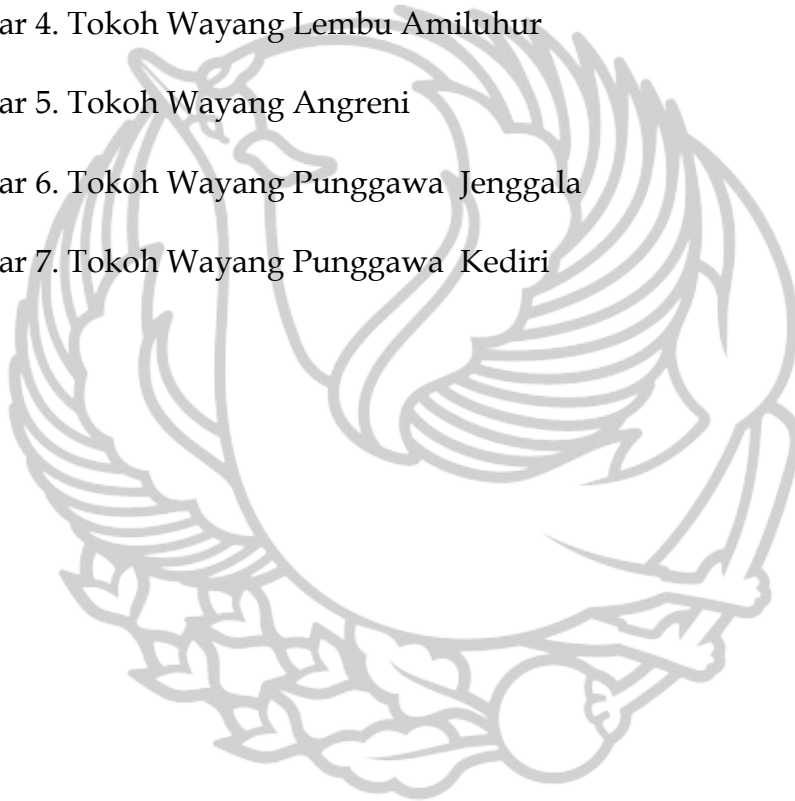 ar 4. Tokoh Wayang Lembu Amiluhur
ar 5. Tokoh Wayang Angreni
ar 6. Tokoh Wayang Punggawa  Jenggala
ar 7. Tokoh Wayang Punggawa  Kediri